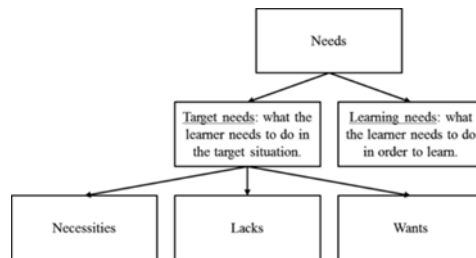 Needs
Target needs: what the
learner needs to do in
the target situation.
Learning needs: what
the learner needs to do
in order to learn.
Necessities
Lacks
Wants